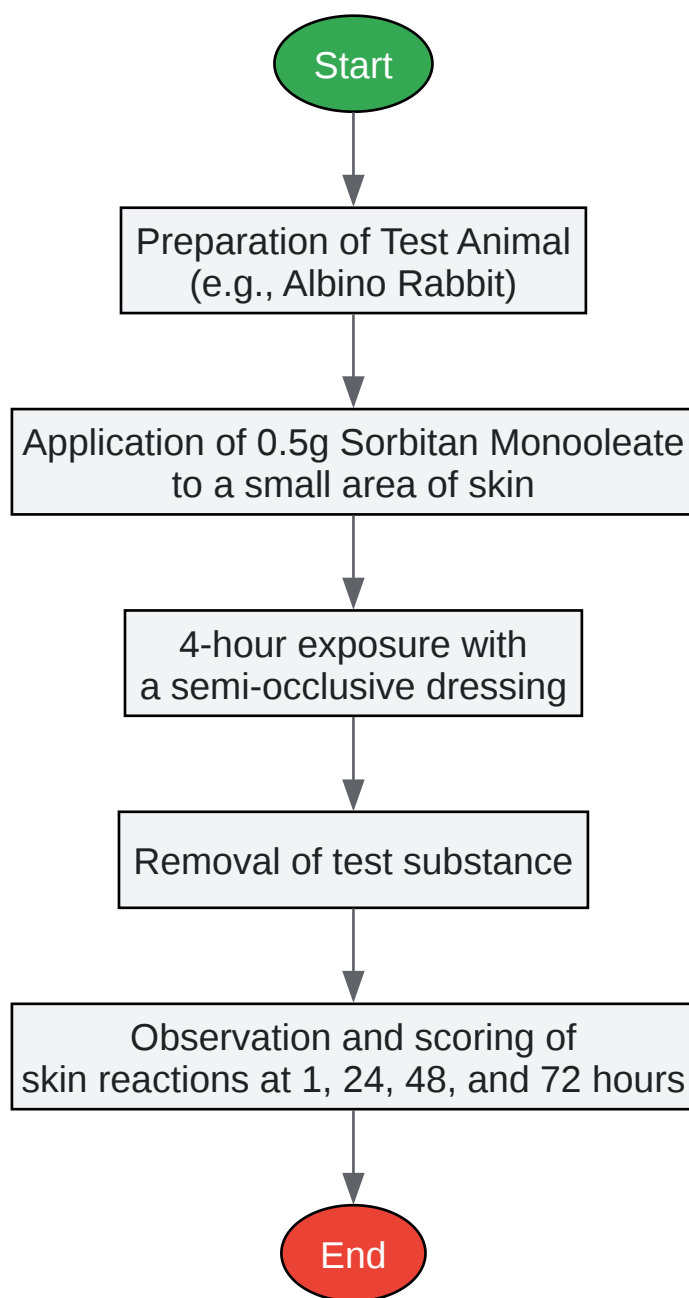 Start
Preparation of Test Animal
(e.g., Albino Rabbit)
Application of 0.5g Sorbitan Monooleate
to a small area of skin
4-hour exposure with
a semi-occlusive dressing
Removal of test substance
Observation and scoring of
skin reactions at 1, 24, 48, and 72 hours
End